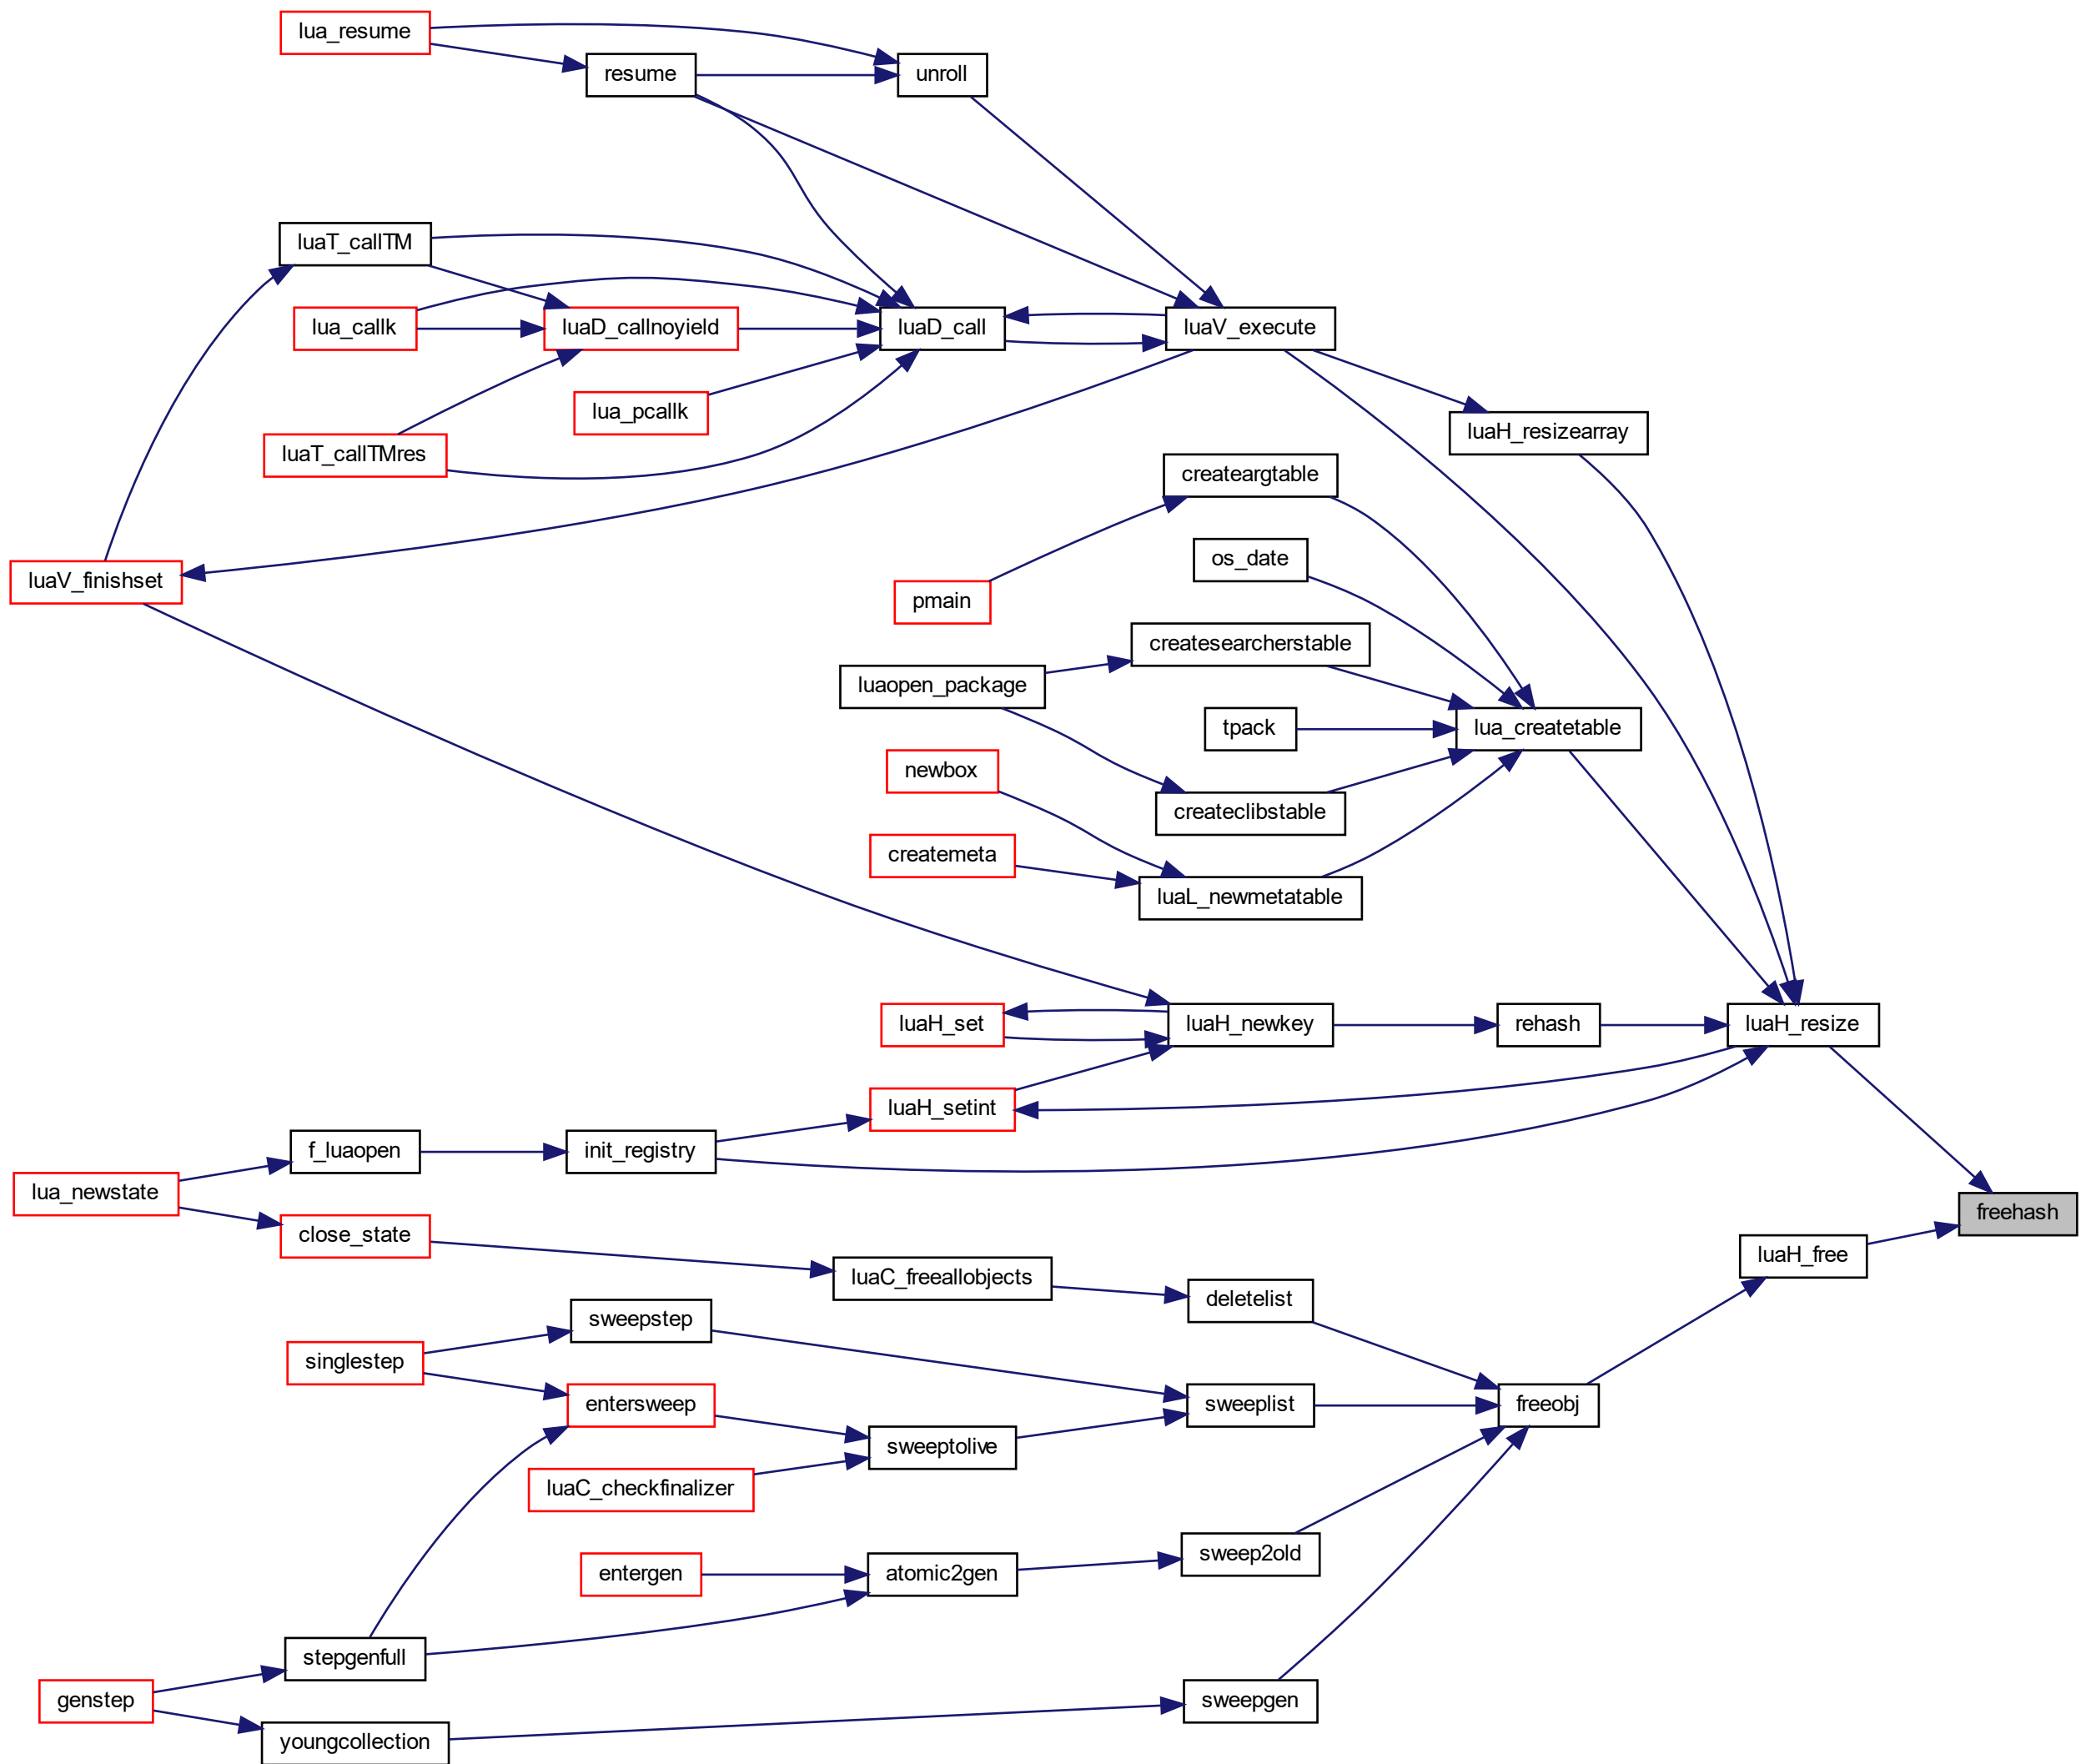 lua_resume
resume
unroll
luaT_callTM
lua_callk
luaD_callnoyield
luaD_call
luaV_execute
lua_pcallk
luaT_callTMres
luaH_resizearray
createargtable
os_date
luaV_finishset
pmain
createsearcherstable
luaopen_package
tpack
lua_createtable
newbox
createclibstable
createmeta
luaL_newmetatable
luaH_set
luaH_newkey
rehash
luaH_resize
luaH_setint
f_luaopen
init_registry
lua_newstate
freehash
close_state
luaH_free
luaC_freeallobjects
deletelist
sweepstep
singlestep
entersweep
sweeplist
freeobj
sweeptolive
luaC_checkfinalizer
sweep2old
entergen
atomic2gen
stepgenfull
genstep
sweepgen
youngcollection